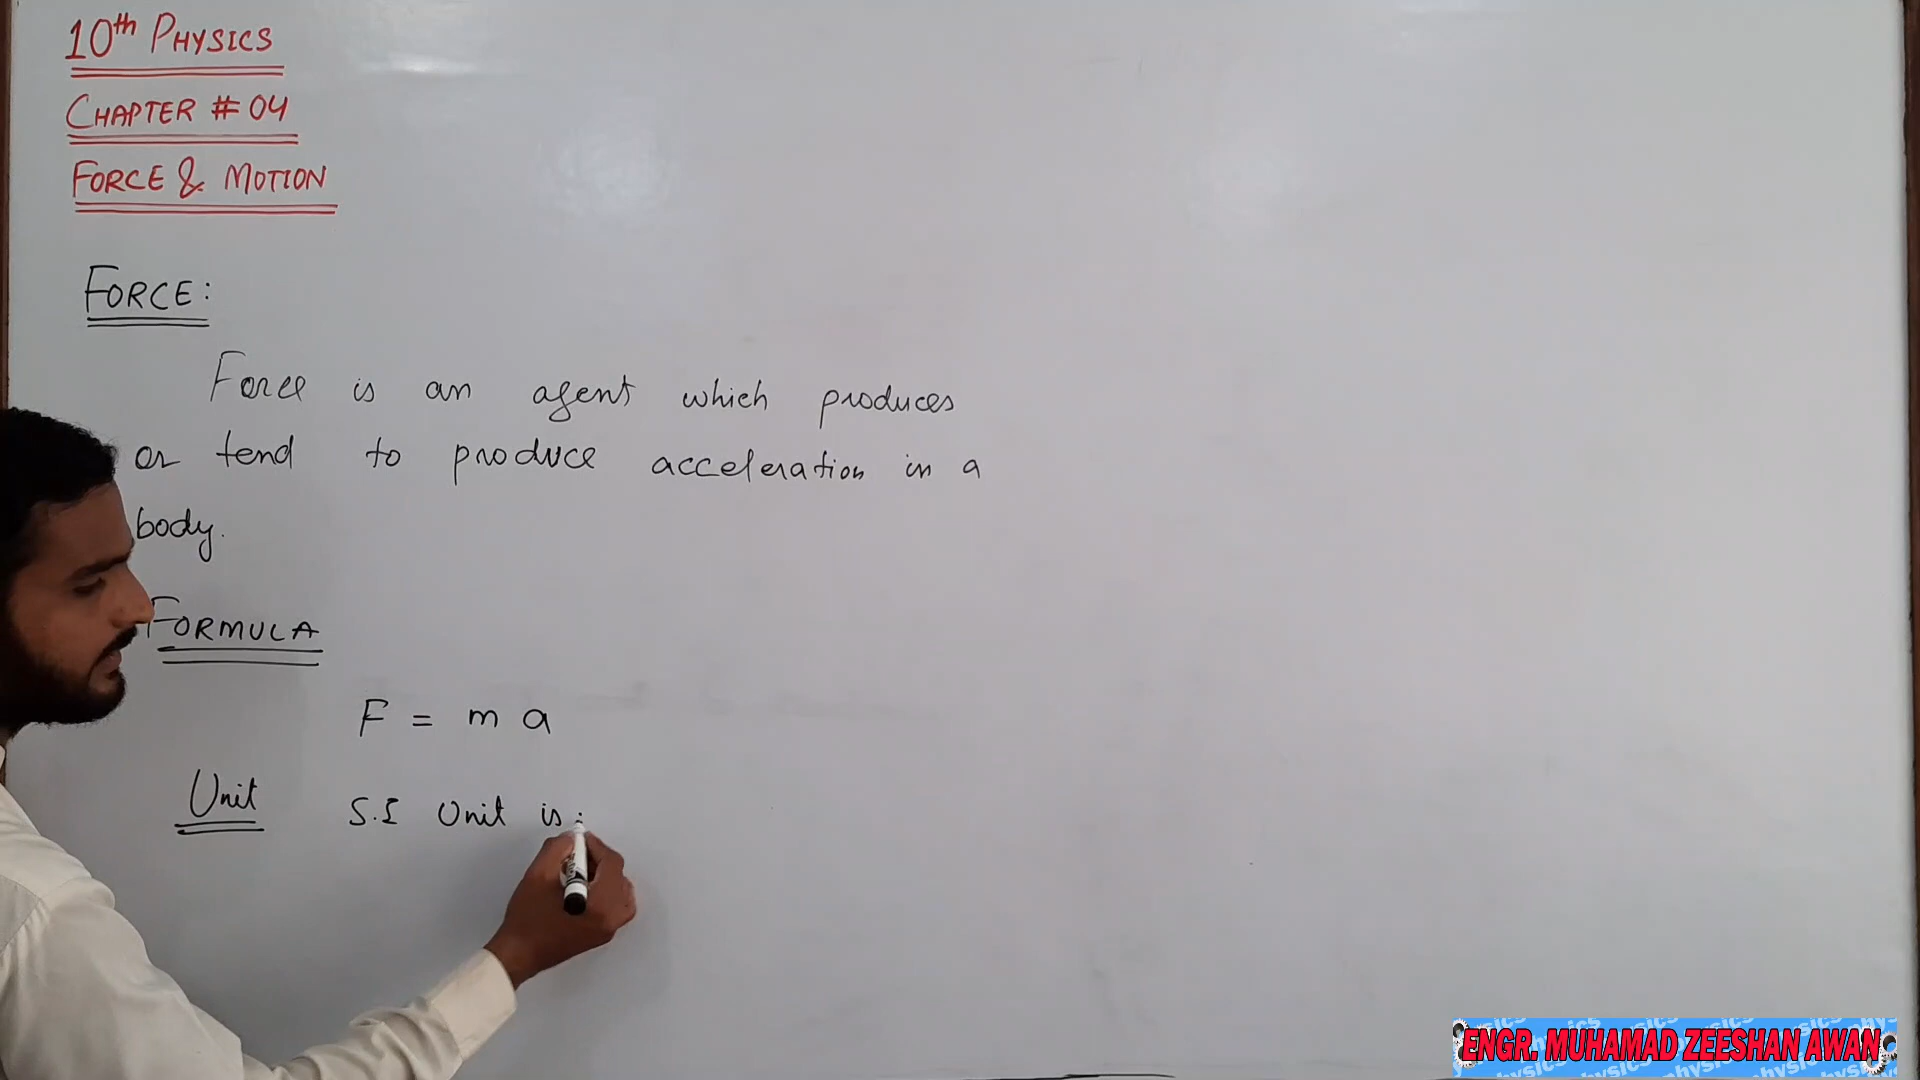 10th PHYSICS
CHAPTER # 04
FORCE & MOTION
FORCE:
Force is an agent which produces
or tend to produce acceleration in a
body.
FORMULA
F = m a
Unit S.I Unit is:
ENGR. MUHAMAD ZEESHAN AWAN